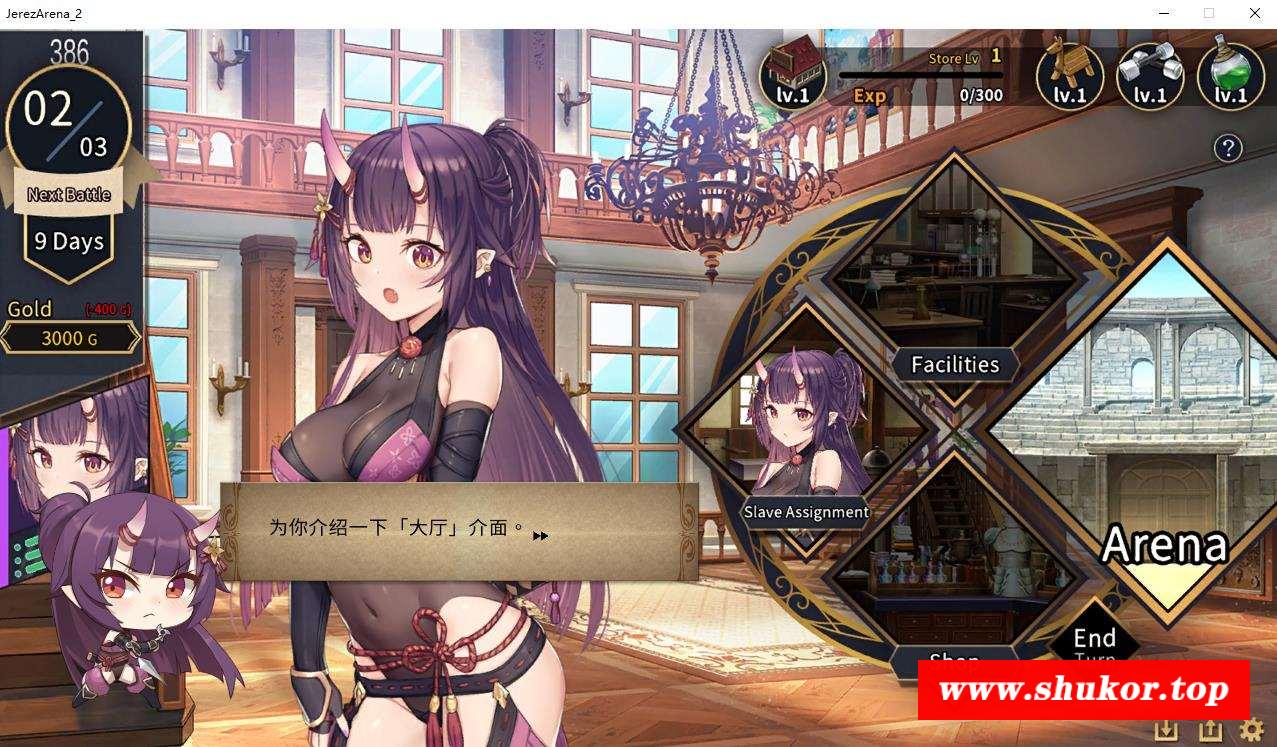 JerezArena_2
386
02
03
Next Battle
9 Days
Gold
(-400 G)
3000 G
lv.1
Store Lv 1
Exp
0/300
lv.1
lv.1
lv.1
?
Facilities
Slave Assignment
Arena
为你介绍一下「大厅」介面。
End
Turn
Shop
www.shukor.top